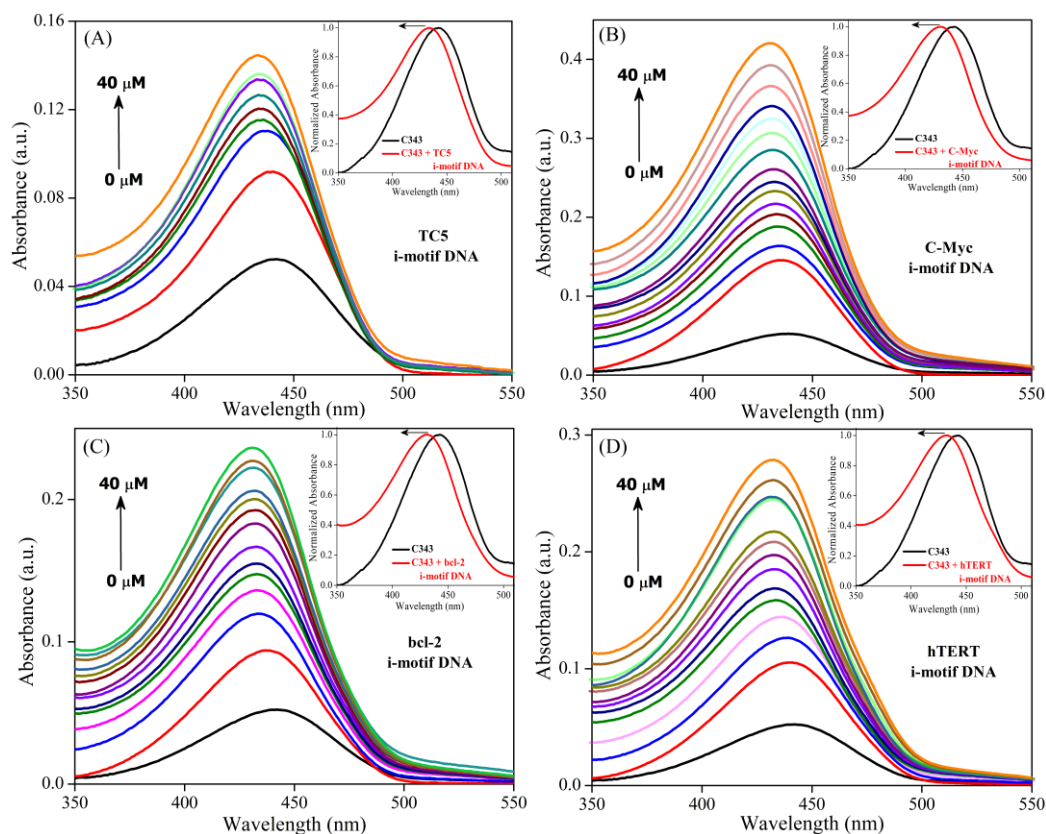 (A)
0.16
0.12
0.08
0.04
0.00
Absorbance (a.u.)
40 μM
0 μM
TC5
i-motif DNA
350 400 450 500 550
Wavelength (nm)
Normalized Absorbance
1.0
0.8
0.6
0.4
0.2
0.0
C343
C343 + TC5
i-motif DNA
350 400 450 500
Wavelength (nm)
(B)
0.4
0.3
0.2
0.1
0.0
Absorbance (a.u.)
40 μM
0 μM
C-Myc
i-motif DNA
350 400 450 500 550
Wavelength (nm)
Normalized Absorbance
1.0
0.8
0.6
0.4
0.2
0.0
C343
C343 + C-Myc
i-motif DNA
350 400 450 500
Wavelength (nm)
(C)
0.2
0.1
0.0
Absorbance (a.u.)
40 μM
0 μM
bcl-2
i-motif DNA
350 400 450 500 550
Wavelength (nm)
Normalized Absorbance
1.0
0.8
0.6
0.4
0.2
0.0
C343
C343 + bcl-2
i-motif DNA
350 400 450 500
Wavelength (nm)
(D)
0.3
0.2
0.1
0.0
Absorbance (a.u.)
40 μM
0 μM
hTERT
i-motif DNA
350 400 450 500 550
Wavelength (nm)
Normalized Absorbance
1.0
0.8
0.6
0.4
0.2
0.0
C343
C343 + hTERT
i-motif DNA
350 400 450 500
Wavelength (nm)